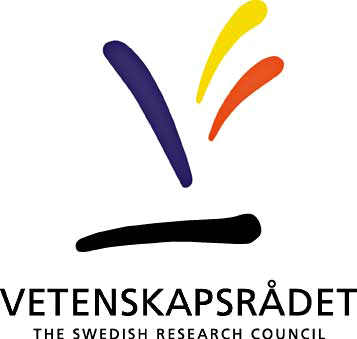 VETENSKAPSRÅDET
THE SWEDISH RESEARCH COUNCIL